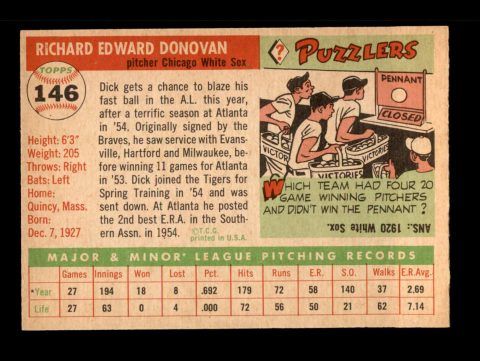 RICHARD EDWARD DONOVAN
pitcher Chicago White Sox
TOPPS
146
Dick gets a chance to blaze his
fast ball in the A.L. this year,
after a terrific season at Atlanta
in '54. Originally signed by the
Braves, he saw service with Evans-
ville, Hartford and Milwaukee, be-
fore winning 11 games for Atlanta
in '53. Dick joined the Tigers for
Spring Training in '54 and was
sent down. At Atlanta he posted
the 2nd best E.R.A. in the South-
ern Assn. in 1954.
©T.C.G.
printed in U.S.A.
Height: 6'3"
Weight: 205
Throws: Right
Bats: Left
Home:
Quincy, Mass.
Born:
Dec. 7, 1927
? PUZZLERS
PENNANT
CLOSED
VICTORIES
VICTORIES
VICTORIES
WHICH TEAM HAD FOUR 20
GAME WINNING PITCHERS
AND DIDN'T WIN THE PENNANT ?
ANS.: 1920 White Sox.
MAJOR & MINOR* LEAGUE PITCHING RECORDS
Games Innings Won Lost Pct. Hits Runs E.R. S.O. Walks E.R.Avg.
*Year 27 194 18 8 .692 179 72 58 140 37 2.69
Life 27 63 0 4 .000 72 56 50 21 62 7.14